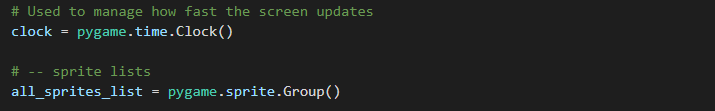 # Used to manage how fast the screen updates
clock = pygame.time.Clock()
# -- sprite lists
all_sprites_list = pygame.sprite.Group()